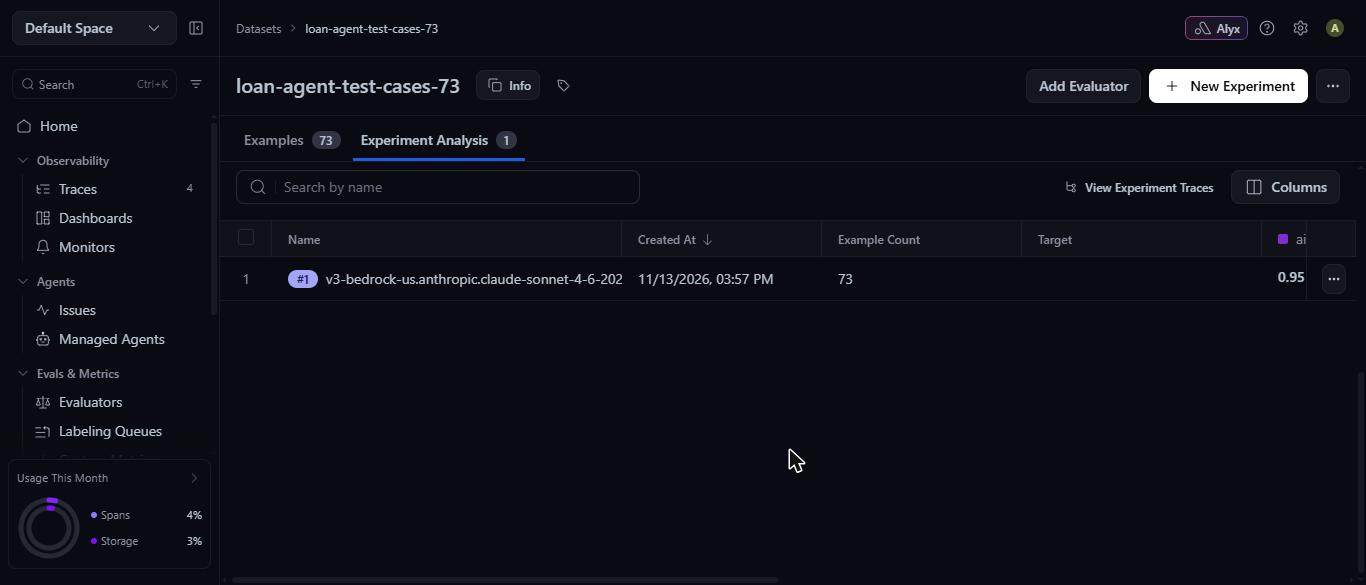 Default Space
Datasets > loan-agent-test-cases-73
Alyx
A
Search Ctrl+K
loan-agent-test-cases-73
Info
Add Evaluator
+ New Experiment
Home
Observability
Traces 4
Dashboards
Monitors
Agents
Issues
Managed Agents
Evals & Metrics
Evaluators
Labeling Queues
Usage This Month
Spans 4%
Storage 3%
Examples 73
Experiment Analysis 1
Search by name
View Experiment Traces
Columns
Name Created At ↓ Example Count Target ai
1 #1 v3-bedrock-us.anthropic.claude-sonnet-4-6-202 11/13/2026, 03:57 PM 73 0.95